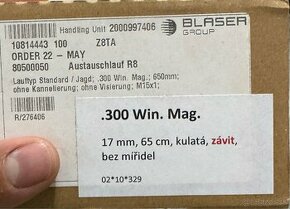 Handling Unit 2000997406
BLASER
GROUP
10814443 100 Z8TA
ORDER 22 - MAY
80500050 Austauschlauf R8
Lauftyp Standard / Jagd; .300 Win. Mag.; 650mm;
ohne Kannelierung; ohne Visierung; M15x1;
R/276406
.300 Win. Mag.
17 mm, 65 cm, kulatá, závit,
bez mířidel
02*10*329